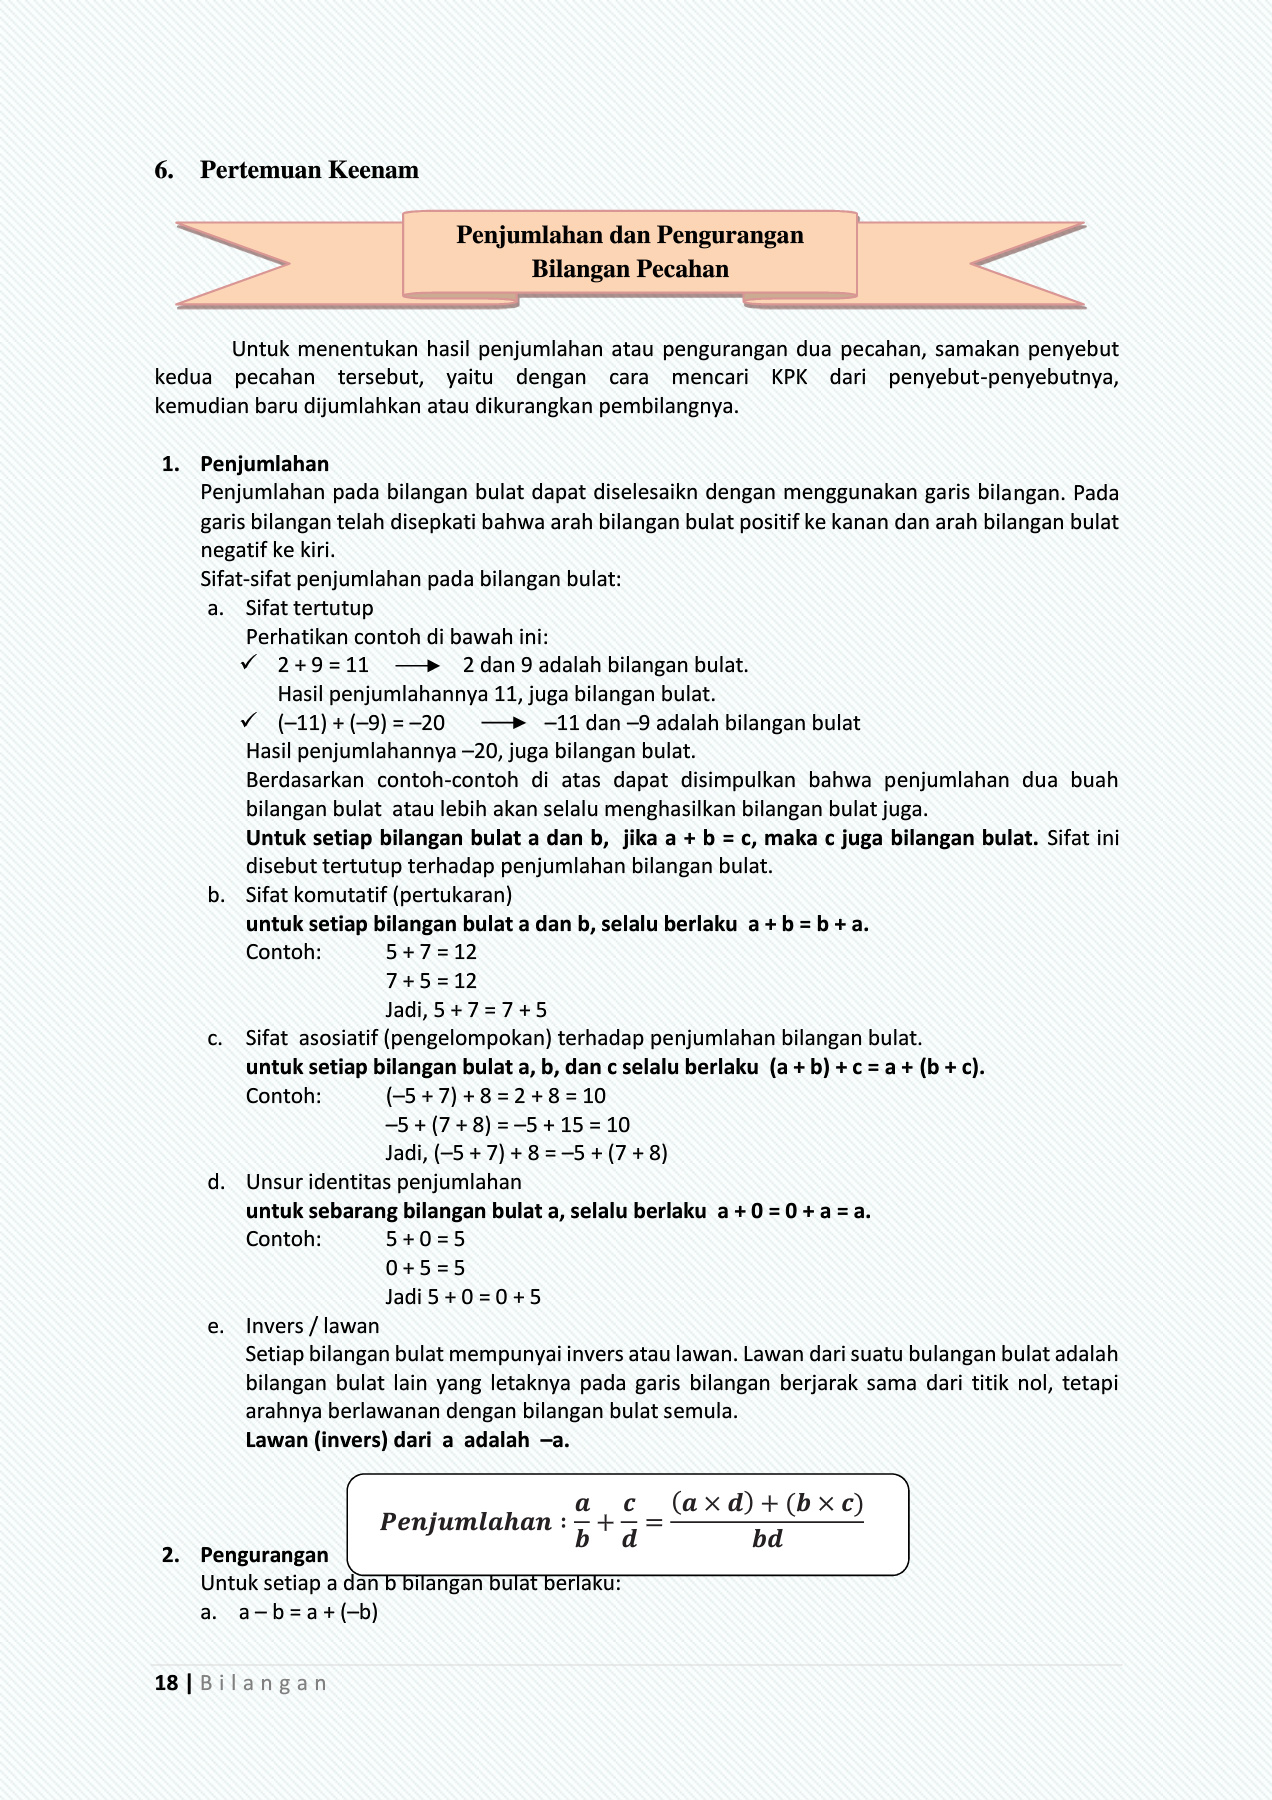 6. Pertemuan Keenam
Penjumlahan dan Pengurangan
Bilangan Pecahan
Untuk menentukan hasil penjumlahan atau pengurangan dua pecahan, samakan penyebut
kedua pecahan tersebut, yaitu dengan cara mencari KPK dari penyebut-penyebutnya,
kemudian baru dijumlahkan atau dikurangkan pembilangnya.
1. Penjumlahan
Penjumlahan pada bilangan bulat dapat diselesaikn dengan menggunakan garis bilangan. Pada
garis bilangan telah disepkati bahwa arah bilangan bulat positif ke kanan dan arah bilangan bulat
negatif ke kiri.
Sifat-sifat penjumlahan pada bilangan bulat:
a. Sifat tertutup
Perhatikan contoh di bawah ini:
✓ 2 + 9 = 11 → 2 dan 9 adalah bilangan bulat.
Hasil penjumlahannya 11, juga bilangan bulat.
✓ (–11) + (–9) = –20 → –11 dan –9 adalah bilangan bulat
Hasil penjumlahannya –20, juga bilangan bulat.
Berdasarkan contoh-contoh di atas dapat disimpulkan bahwa penjumlahan dua buah
bilangan bulat atau lebih akan selalu menghasilkan bilangan bulat juga.
Untuk setiap bilangan bulat a dan b, jika a + b = c, maka c juga bilangan bulat. Sifat ini
disebut tertutup terhadap penjumlahan bilangan bulat.
b. Sifat komutatif (pertukaran)
untuk setiap bilangan bulat a dan b, selalu berlaku a + b = b + a.
Contoh: 5 + 7 = 12
7 + 5 = 12
Jadi, 5 + 7 = 7 + 5
c. Sifat asosiatif (pengelompokan) terhadap penjumlahan bilangan bulat.
untuk setiap bilangan bulat a, b, dan c selalu berlaku (a + b) + c = a + (b + c).
Contoh: (–5 + 7) + 8 = 2 + 8 = 10
–5 + (7 + 8) = –5 + 15 = 10
Jadi, (–5 + 7) + 8 = –5 + (7 + 8)
d. Unsur identitas penjumlahan
untuk sebarang bilangan bulat a, selalu berlaku a + 0 = 0 + a = a.
Contoh: 5 + 0 = 5
0 + 5 = 5
Jadi 5 + 0 = 0 + 5
e. Invers / lawan
Setiap bilangan bulat mempunyai invers atau lawan. Lawan dari suatu bulangan bulat adalah
bilangan bulat lain yang letaknya pada garis bilangan berjarak sama dari titik nol, tetapi
arahnya berlawanan dengan bilangan bulat semula.
Lawan (invers) dari a adalah –a.
Penjumlahan : a/b + c/d = ((a × d) + (b × c))/bd
2. Pengurangan
Untuk setiap a dan b bilangan bulat berlaku:
a. a – b = a + (–b)
18 | Bilangan